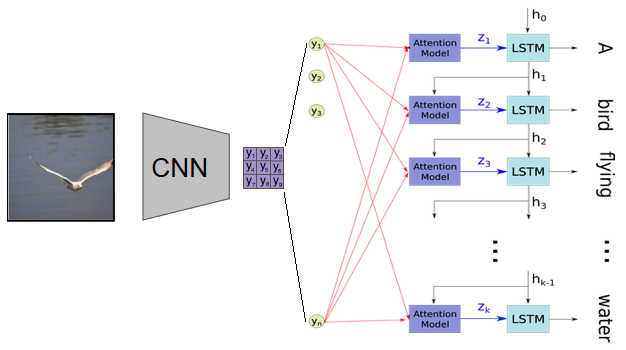 CNN
y1 y2 y3
y4 y5 y6
y7 y8 y9
y1
y2
y3
yn
h0
Attention
Model
z1
LSTM
A
h1
Attention
Model
z2
LSTM
bird
h2
Attention
Model
z3
LSTM
flying
h3
...
...
hk-1
Attention
Model
zk
LSTM
water